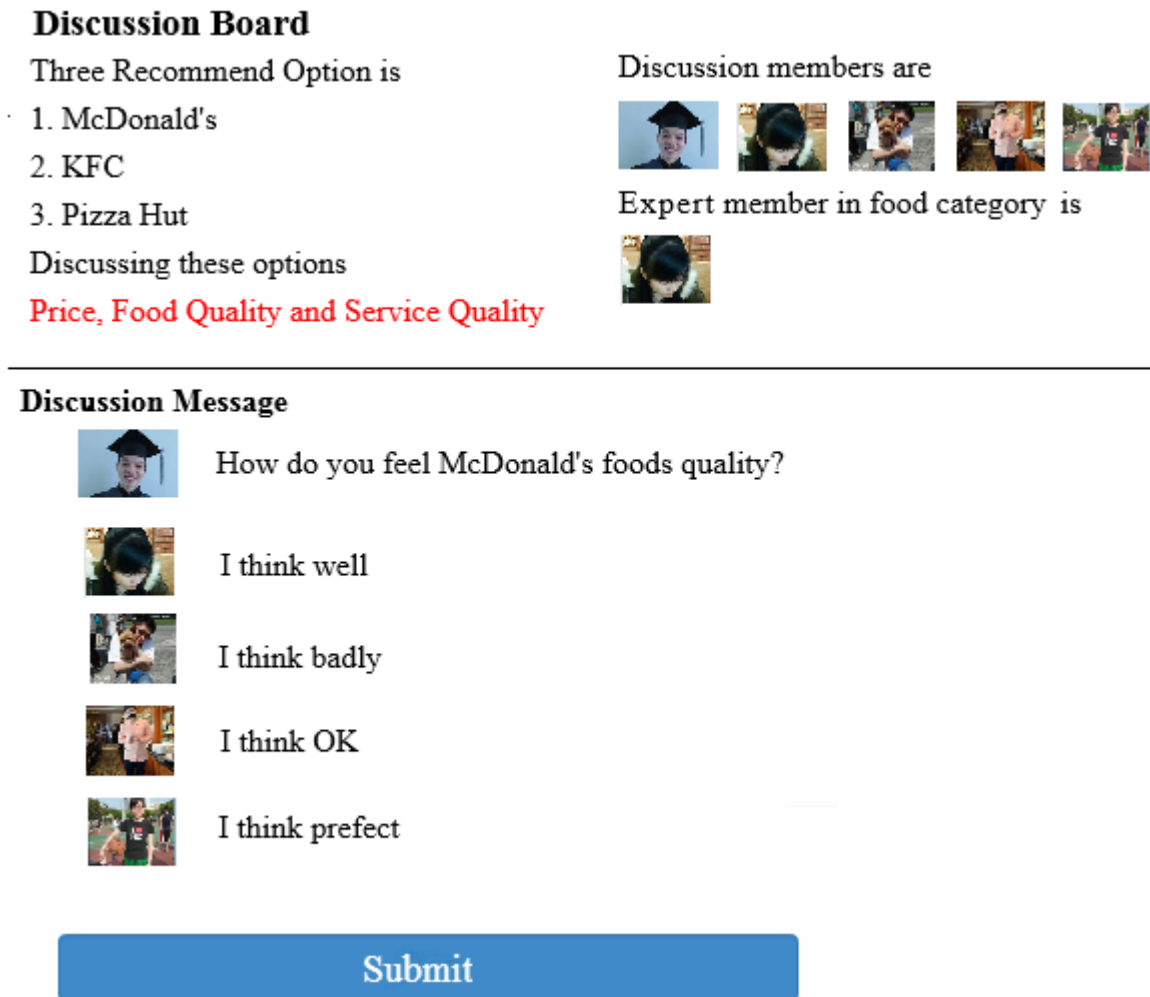 Discussion Board
Three Recommend Option is
1. McDonald's
2. KFC
3. Pizza Hut
Discussing these options
Price, Food Quality and Service Quality
Discussion members are
Expert member in food category is
Discussion Message
How do you feel McDonald's foods quality?
I think well
I think badly
I think OK
I think prefect
Submit